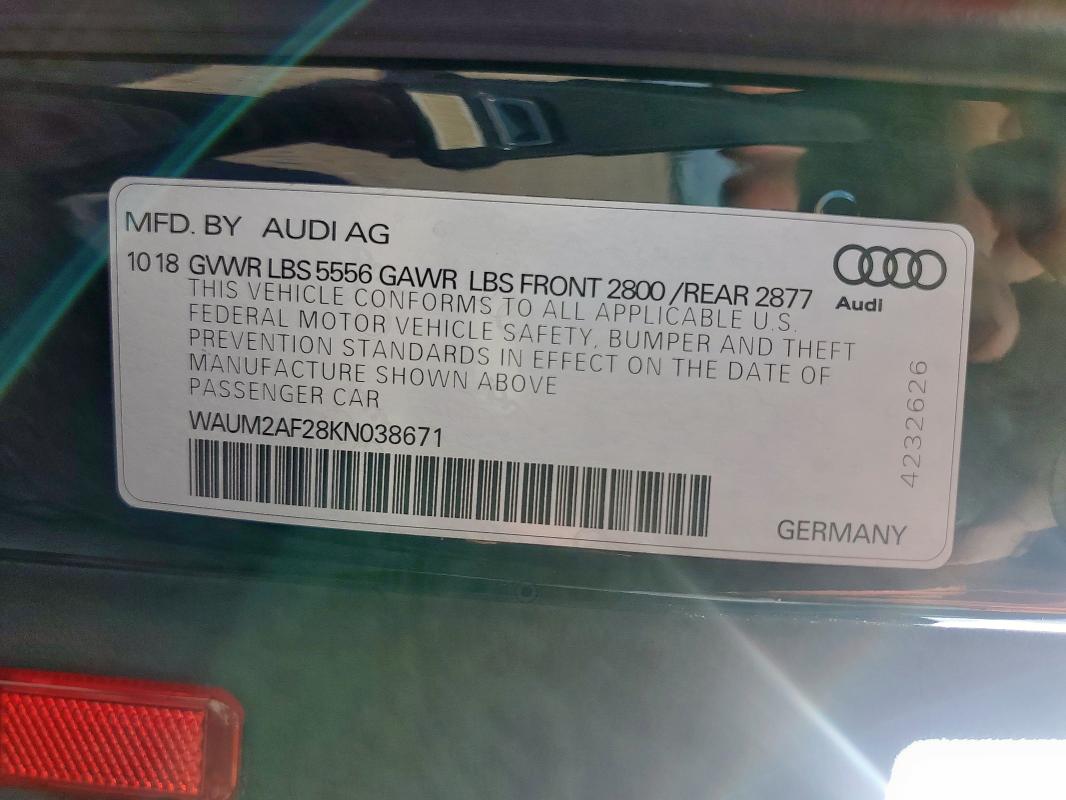 MFD. BY AUDI AG
1018 GVWR LBS 5556 GAWR LBS FRONT 2800 /REAR 2877
THIS VEHICLE CONFORMS TO ALL APPLICABLE U.S.
FEDERAL MOTOR VEHICLE SAFETY, BUMPER AND THEFT
PREVENTION STANDARDS IN EFFECT ON THE DATE OF
MANUFACTURE SHOWN ABOVE
PASSENGER CAR
WAUM2AF28KN038671
Audi
4232626
GERMANY